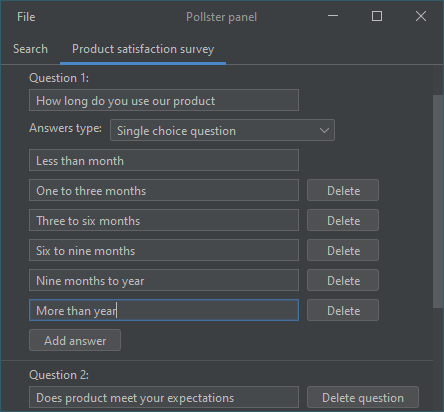 File Pollster panel
Search Product satisfaction survey
Question 1:
How long do you use our product
Answers type: Single choice question
Less than month
One to three months Delete
Three to six months Delete
Six to nine months Delete
Nine months to year Delete
More than year Delete
Add answer
Question 2:
Does product meet your expectations Delete question